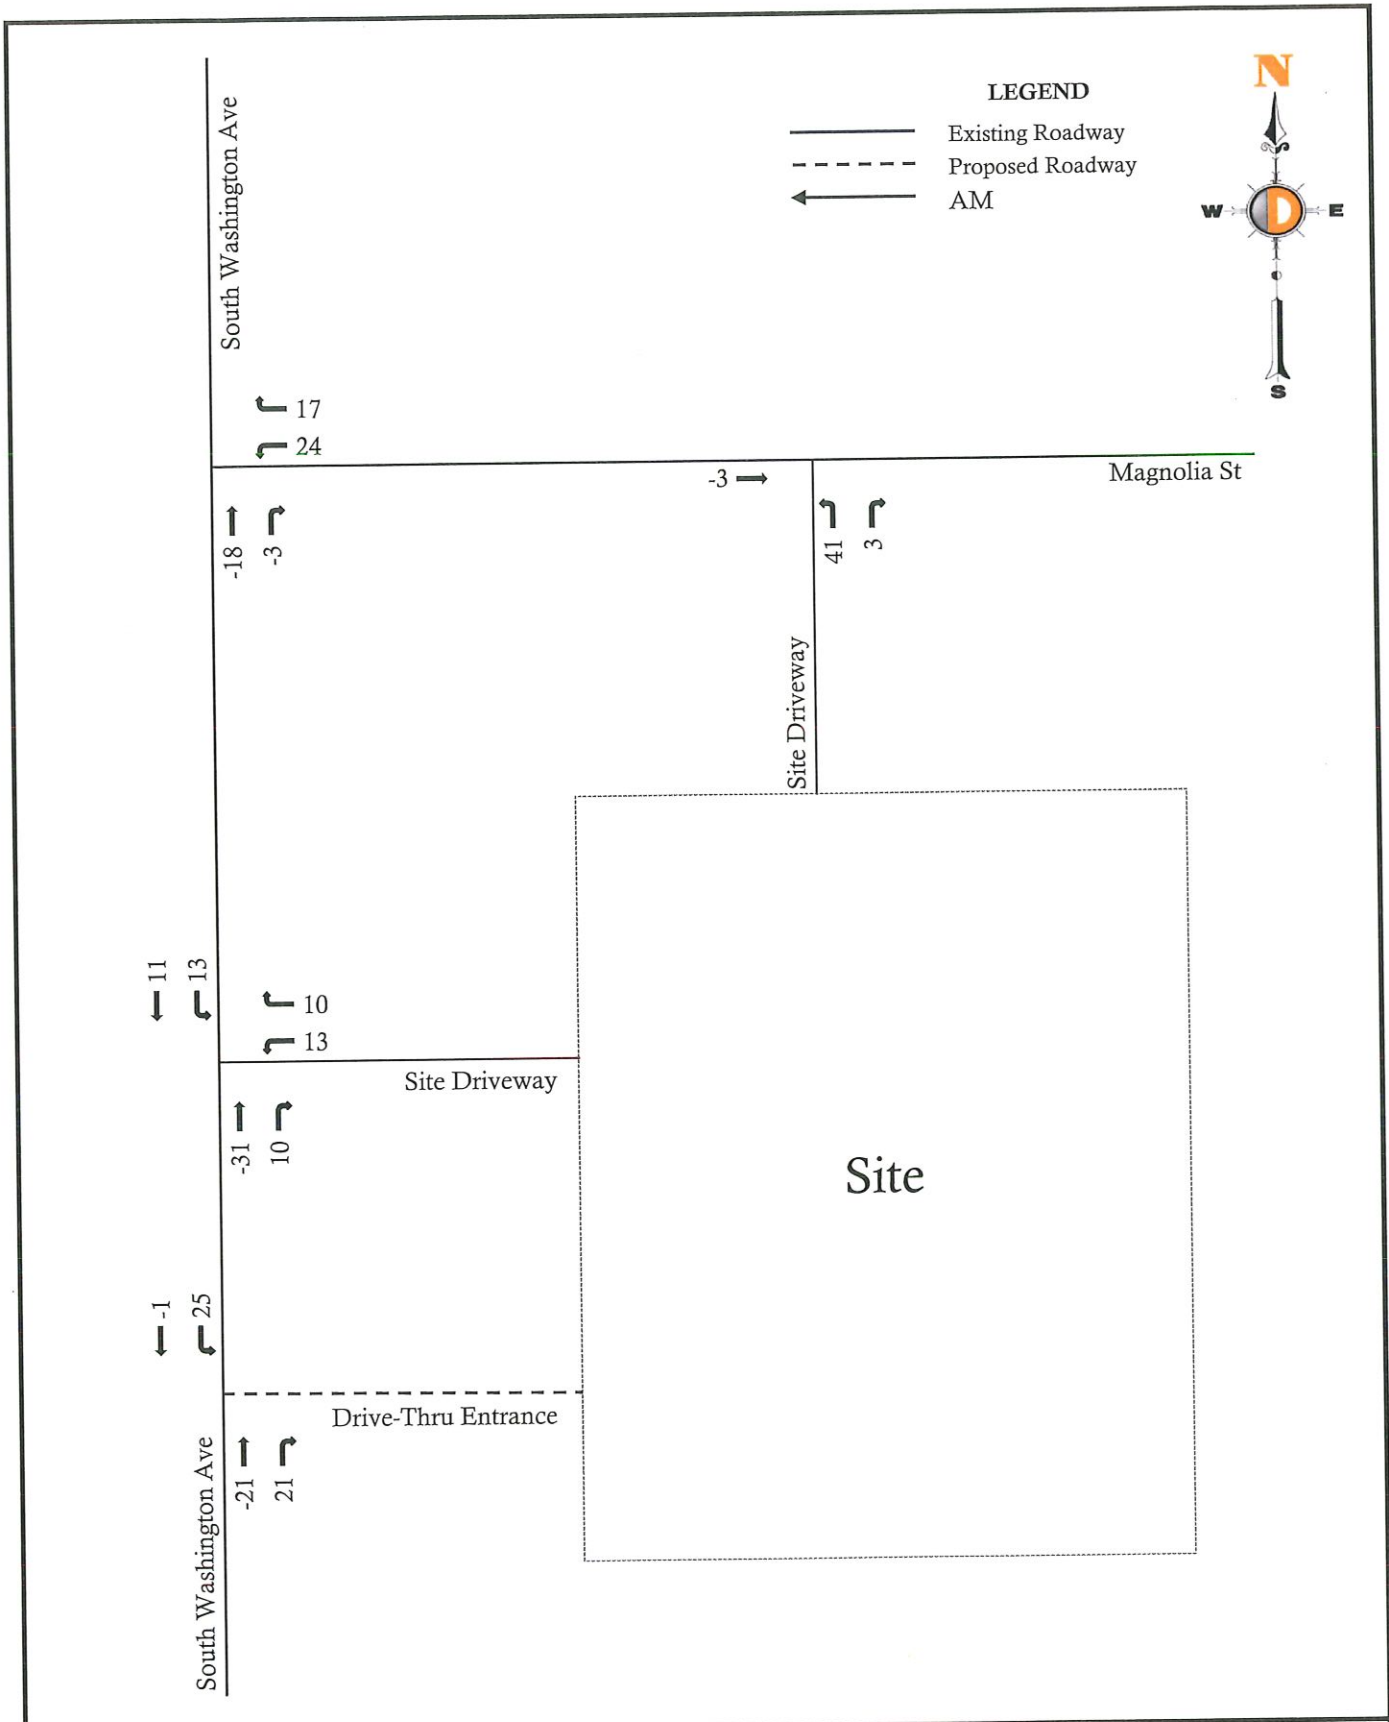 N
LEGEND
Existing Roadway
Proposed Roadway
AM
W D E
S
South Washington Ave
17
24
-3
Magnolia St
-18 -3
41 3
Site Driveway
11 13
10
13
Site Driveway
-31 10
Site
-1 25
Drive-Thru Entrance
-21 21
South Washington Ave